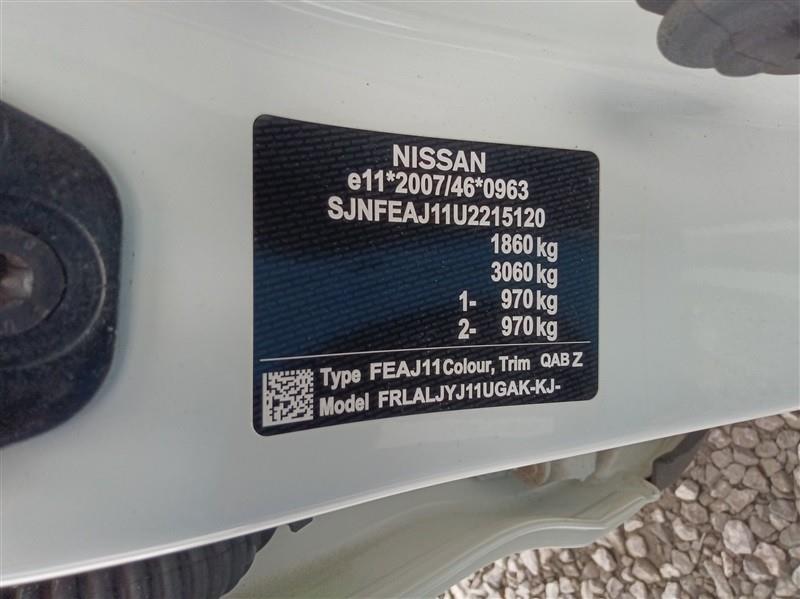 NISSAN
e11*2007/46*0963
SJNFEAJ11U2215120
1860 kg
3060 kg
1- 970 kg
2- 970 kg
Type FEAJ11 Colour, Trim QAB Z
Model FRLALJYJ11UGAK-KJ-